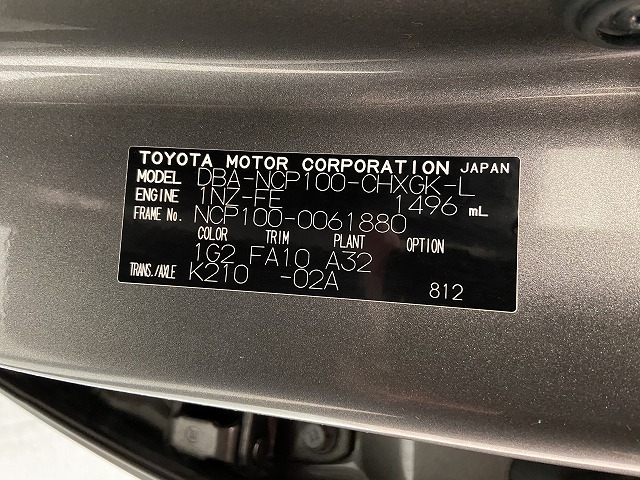 TOYOTA MOTOR CORPORATION JAPAN
MODEL DBA-NCP100-CHXGK-L
ENGINE 1NZ-FE 1496 mL
FRAME No. NCP100-0061880
COLOR TRIM PLANT OPTION
1G2 FA10 A32
TRANS./AXLE K210 -02A
812